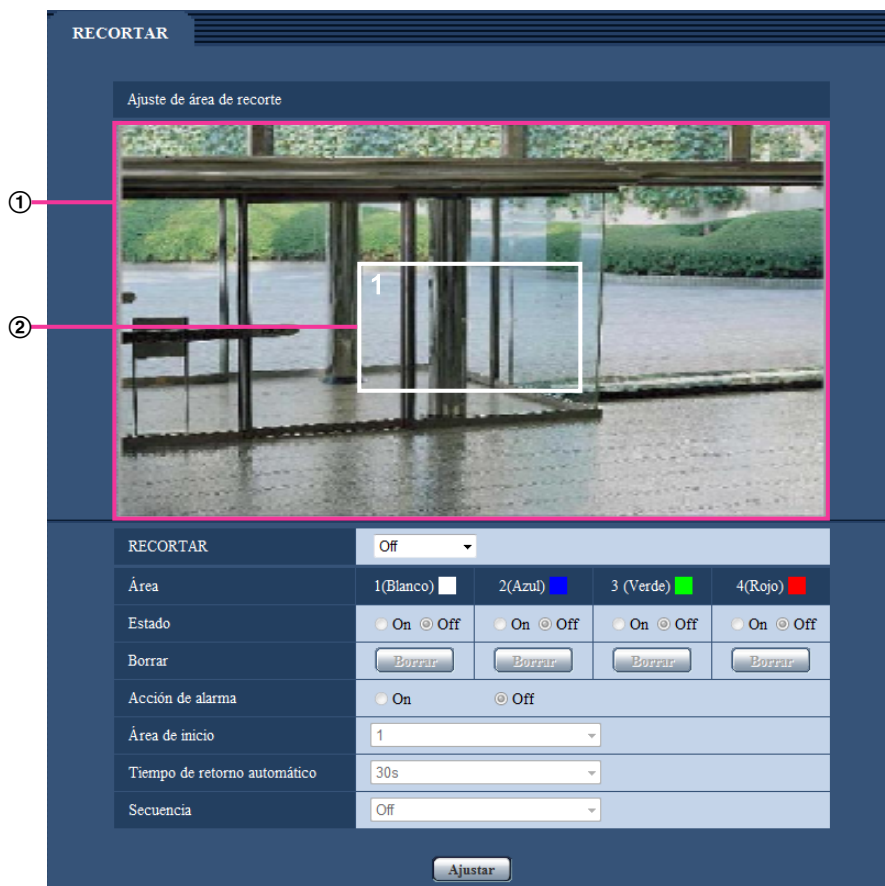 RECORTAR
Ajuste de área de recorte
①
1
②
RECORTAR Off
Área 1(Blanco) 2(Azul) 3 (Verde) 4(Rojo)
Estado On Off On Off On Off On Off
Borrar Borrar Borrar Borrar Borrar
Acción de alarma On Off
Área de inicio 1
Tiempo de retorno automático 30s
Secuencia Off
Ajustar